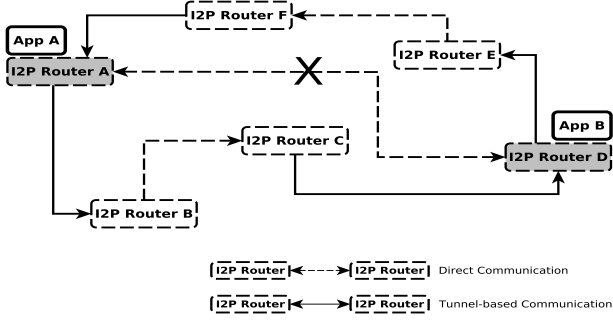 I2P Router F
App A
I2P Router E
I2P Router A
App B
I2P Router C
I2P Router D
I2P Router B
I2P Router I2P Router Direct Communication
I2P Router I2P Router Tunnel-based Communication